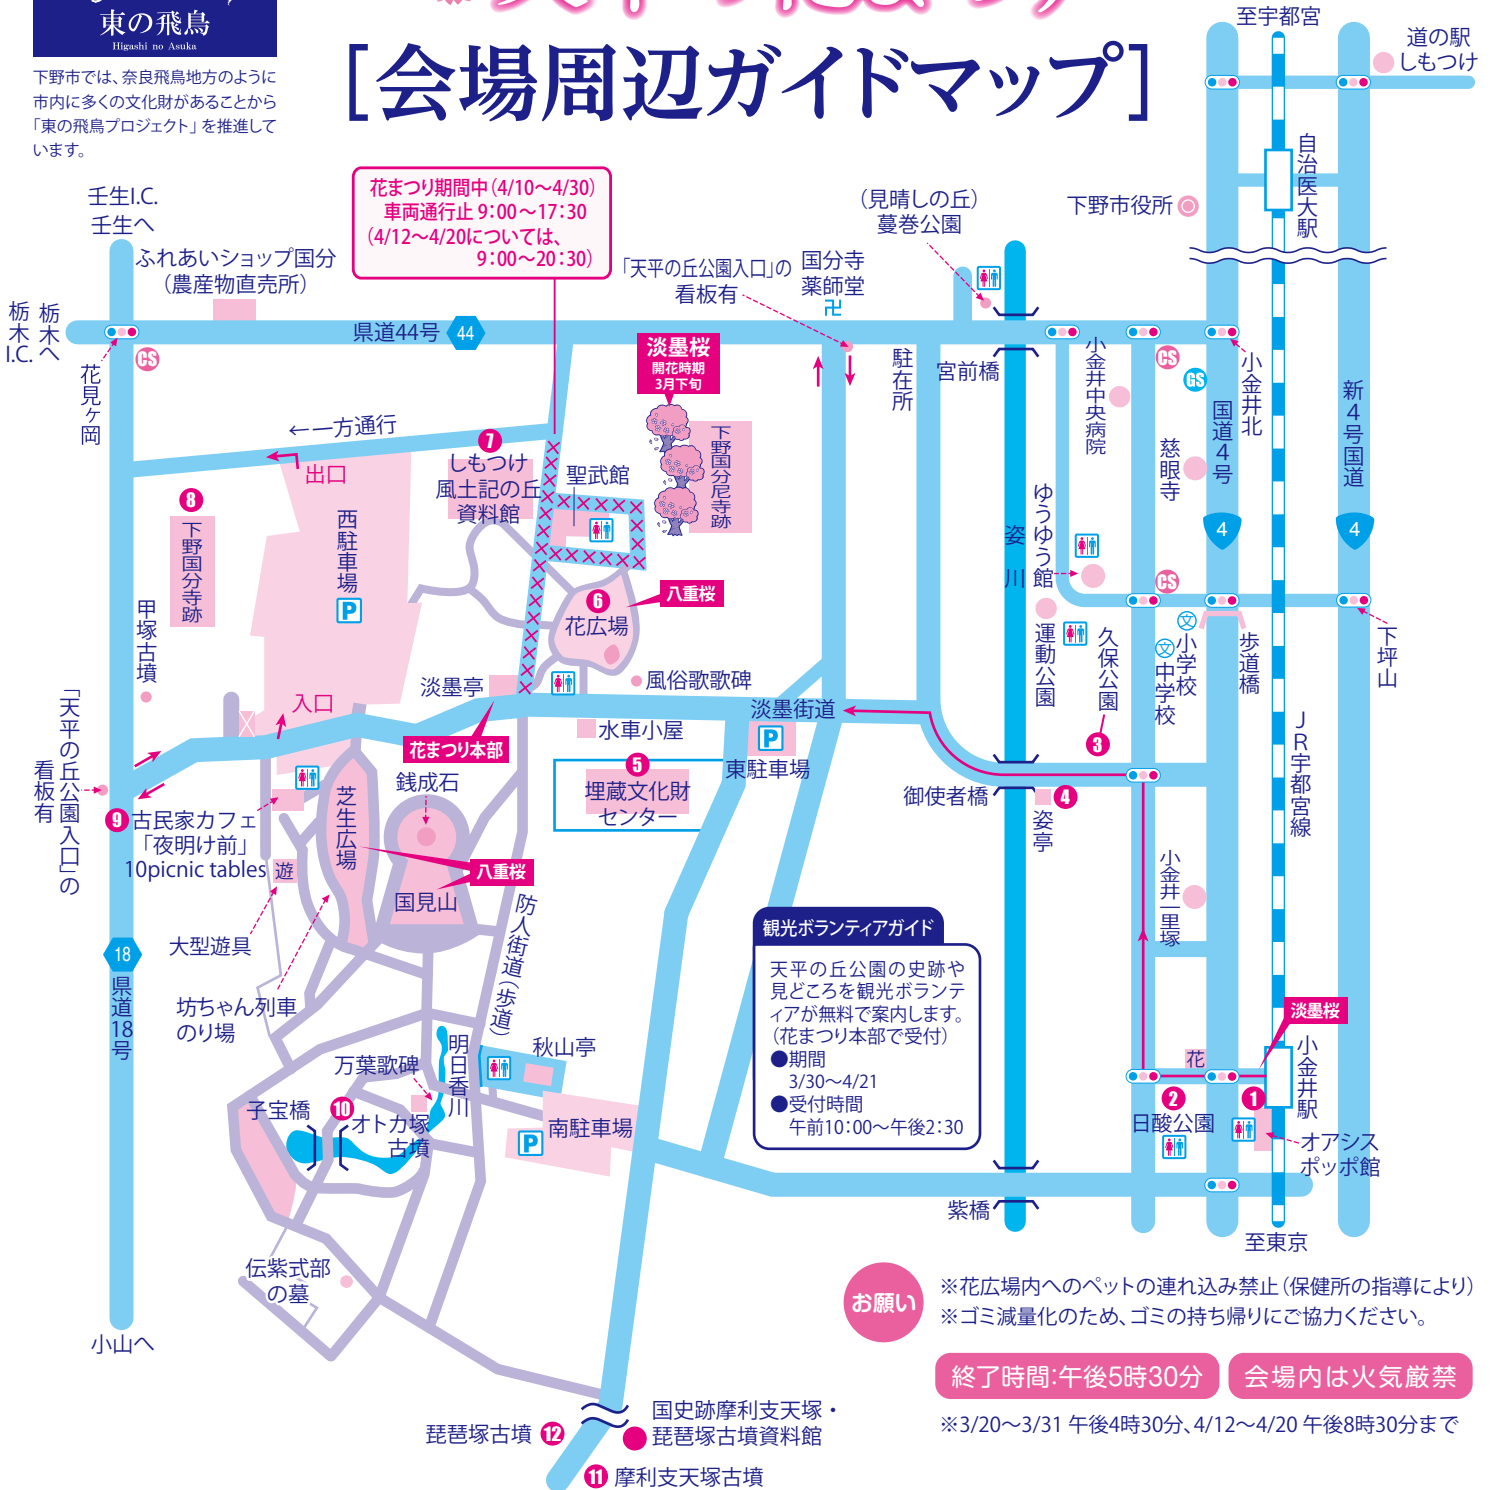 東の飛鳥
Higashi no Asuka
下野市では、奈良飛鳥地方のように
市内に多くの文化財があることから
「東の飛鳥プロジェクト」を推進して
います。
[会場周辺ガイドマップ]
至宇都宮
道の駅
しもつけ
自治医大駅
下野市役所
壬生I.C.
壬生へ
ふれあいショップ国分
(農産物直売所)
花まつり期間中(4/10〜4/30)
車両通行止 9:00〜17:30
(4/12〜4/20については、
9:00〜20:30)
「天平の丘公園入口」の
看板有
国分寺
薬師堂
卍
(見晴しの丘)
蔓巻公園
栃木へ
栃木I.C.
県道44号
44
CS
花見ヶ岡
淡墨桜
開花時期
3月下旬
駐在所
宮前橋
小金井中央病院
CS
GS
小金井北
国道4号
新4号国道
慈眼寺
←一方通行
出口
7
しもつけ
風土記の丘
資料館
聖武館
下野国分尼寺跡
8
下野国分寺跡
西駐車場
P
ゆうゆう館
姿川
4
4
CS
甲塚古墳
6
花広場
八重桜
運動公園
久保公園
3
文
小学校
文
中学校
歩道橋
下坪山
「天平の丘公園入口」の
看板有
入口
淡墨亭
風俗歌歌碑
水車小屋
花まつり本部
淡墨街道
P
東駐車場
JR宇都宮線
9
古民家カフェ
「夜明け前」
10picnic tables
遊
芝生広場
銭成石
5
埋蔵文化財
センター
御使者橋
4
姿亭
八重桜
国見山
小金井一里塚
大型遊具
防人街道(歩道)
観光ボランティアガイド
天平の丘公園の史跡や
見どころを観光ボランテ
ィアが無料で案内します。
(花まつり本部で受付)
●期間
3/30〜4/21
●受付時間
午前10:00〜午後2:30
18
県道18号
坊ちゃん列車
のり場
淡墨桜
万葉歌碑
明日香川
秋山亭
花
小金井駅
子宝橋
10
オトカ塚
古墳
P
南駐車場
2
日酸公園
1
オアシス
ポッポ館
紫橋
至東京
伝紫式部
の墓
小山へ
お願い
※花広場内へのペットの連れ込み禁止(保健所の指導により)
※ゴミ減量化のため、ゴミの持ち帰りにご協力ください。
終了時間:午後5時30分
会場内は火気厳禁
※3/20〜3/31 午後4時30分、4/12〜4/20 午後8時30分まで
琵琶塚古墳 12
国史跡摩利支天塚・
琵琶塚古墳資料館
11 摩利支天塚古墳